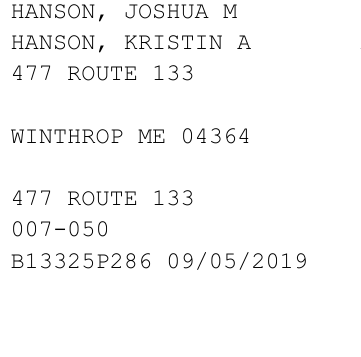 HANSON, JOSHUA M
HANSON, KRISTIN A
477 ROUTE 133
WINTHROP ME 04364
477 ROUTE 133
007-050
B13325P286 09/05/2019